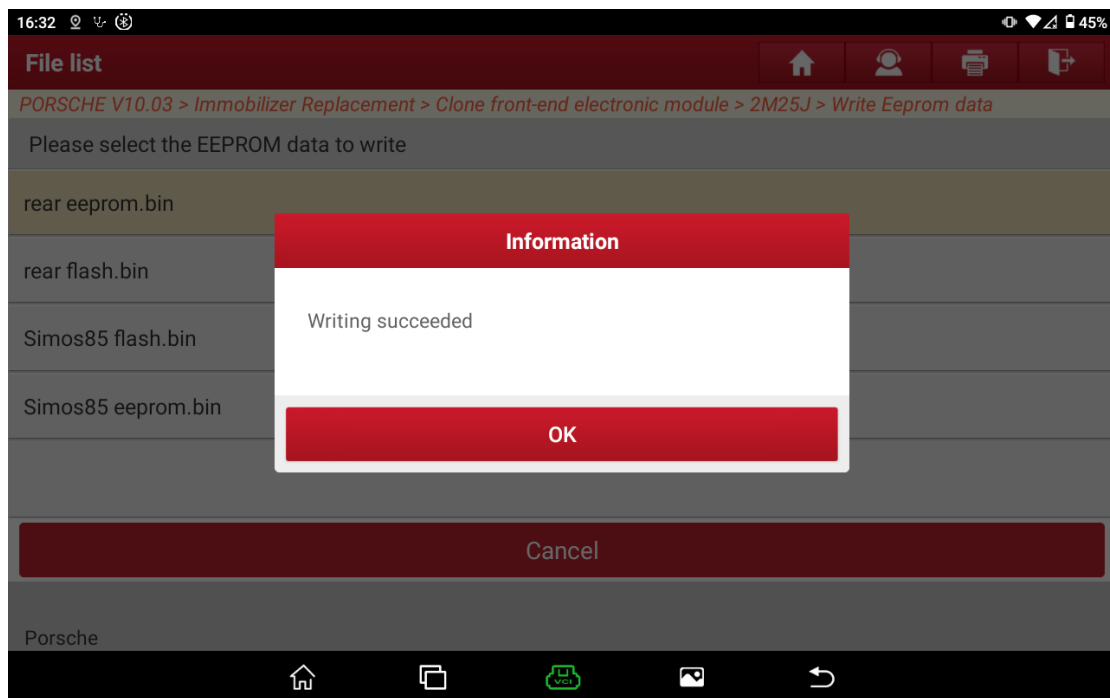 16:32
45%
File list
PORSCHE V10.03 > Immobilizer Replacement > Clone front-end electronic module > 2M25J > Write Eeprom data
Please select the EEPROM data to write
rear eeprom.bin
Information
rear flash.bin
Writing succeeded
Simos85 flash.bin
Simos85 eeprom.bin
OK
Cancel
Porsche
VCI